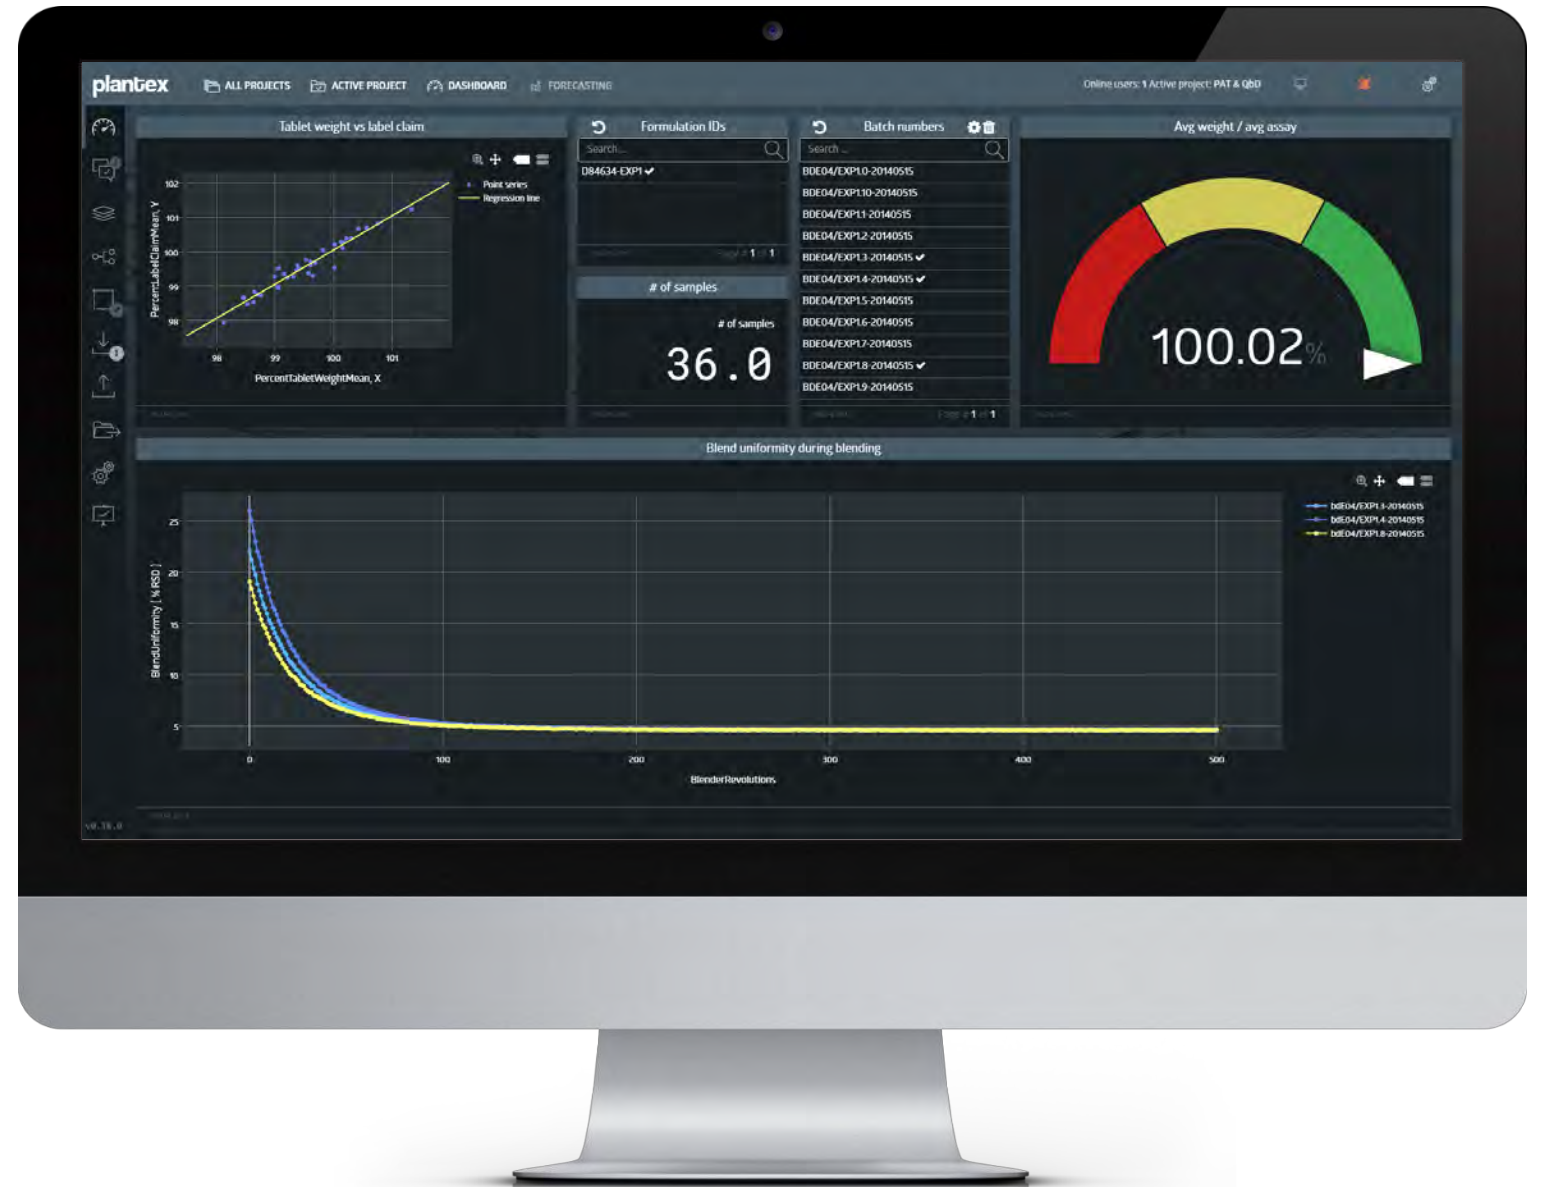 plantex
ALL PROJECTS
ACTIVE PROJECT
DASHBOARD
FORECASTING
Online users: 1 Active project: PAT & QbD
Tablet weight vs label claim
Point series
Regression line
PercentLabelClaimMean, Y
102
101
100
99
98
98
99
100
101
PercentTabletWeightMean, X
Formulation IDs
Search...
D84634-EXP1
1
1
# of samples
# of samples
36.0
Batch numbers
Search ...
BDE04/EXP1.0-20140515
BDE04/EXP1.10-20140515
BDE04/EXP1.1-20140515
BDE04/EXP1.2-20140515
BDE04/EXP1.3-20140515
BDE04/EXP1.4-20140515
BDE04/EXP1.5-20140515
BDE04/EXP1.6-20140515
BDE04/EXP1.7-20140515
BDE04/EXP1.8-20140515
BDE04/EXP1.9-20140515
1
1
Avg weight / avg assay
100.02%
Blend uniformity during blending
BlendUniformity [ % RSD ]
25
20
15
10
5
0
100
200
300
400
500
BlenderRevolutions
bdE04/EXP1.3-20140515
bdE04/EXP1.4-20140515
bdE04/EXP1.8-20140515